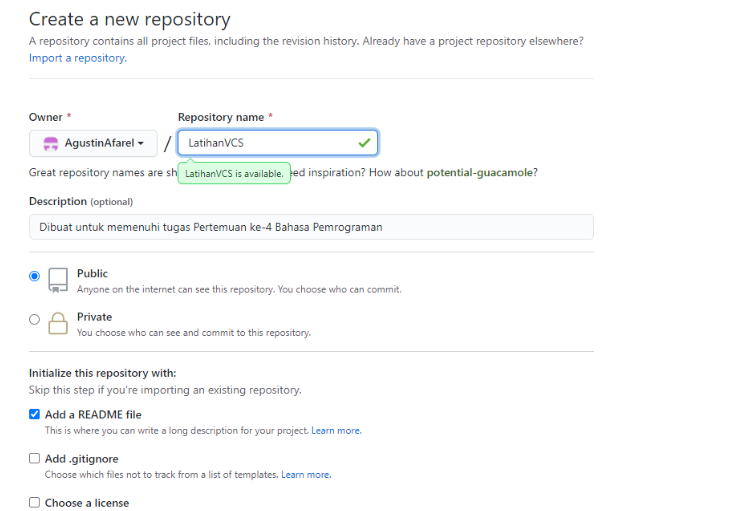 Create a new repository
A repository contains all project files, including the revision history. Already have a project repository elsewhere?
Import a repository.
Owner * Repository name *
AgustinAfarel / LatihanVCS
Great repository names are sh LatihanVCS is available. ed inspiration? How about potential-guacamole?
Description (optional)
Dibuat untuk memenuhi tugas Pertemuan ke-4 Bahasa Pemrograman
Public
Anyone on the internet can see this repository. You choose who can commit.
Private
You choose who can see and commit to this repository.
Initialize this repository with:
Skip this step if you're importing an existing repository.
Add a README file
This is where you can write a long description for your project. Learn more.
Add .gitignore
Choose which files not to track from a list of templates. Learn more.
Choose a license